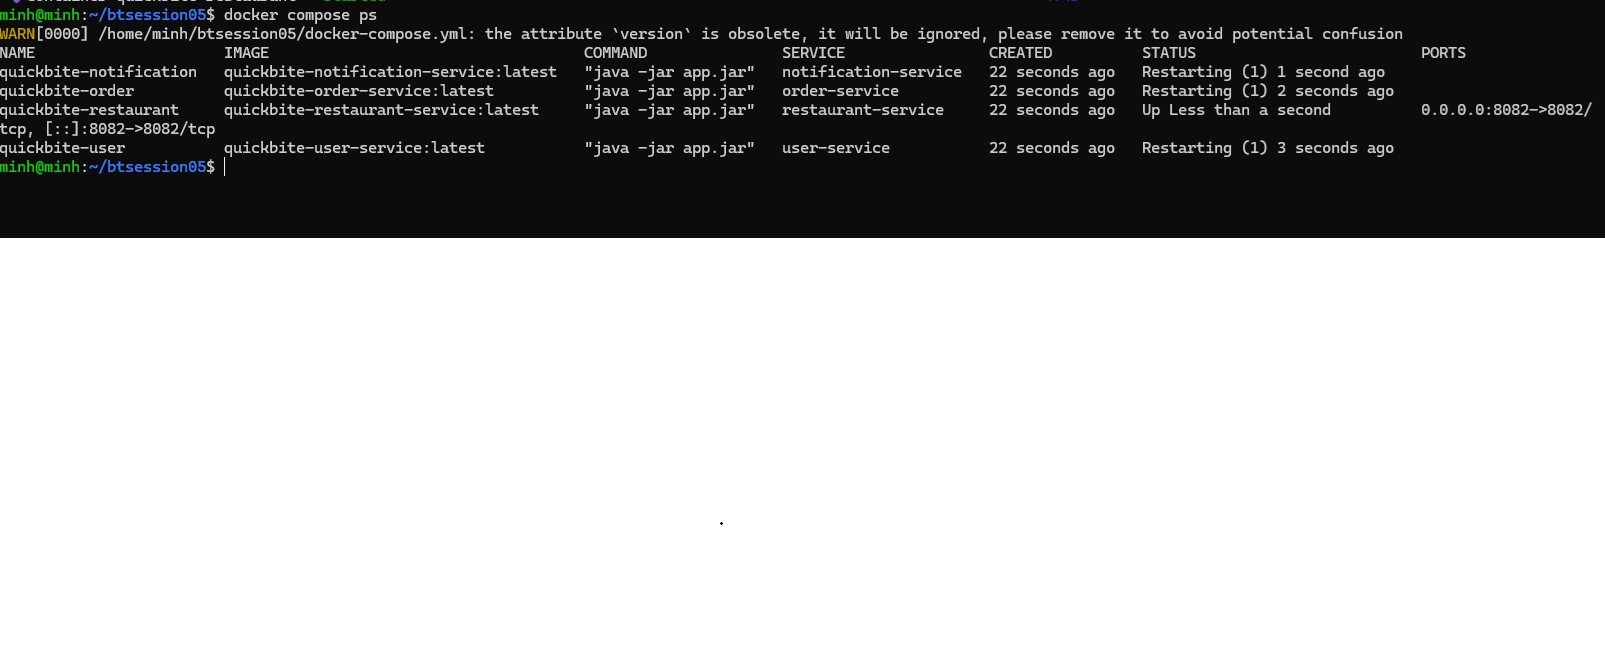 minh@minh:~/btsession05$ docker compose ps
WARN[0000] /home/minh/btsession05/docker-compose.yml: the attribute `version` is obsolete, it will be ignored, please remove it to avoid potential confusion
NAME IMAGE COMMAND SERVICE CREATED STATUS PORTS
quickbite-notification quickbite-notification-service:latest "java -jar app.jar" notification-service 22 seconds ago Restarting (1) 1 second ago
quickbite-order quickbite-order-service:latest "java -jar app.jar" order-service 22 seconds ago Restarting (1) 2 seconds ago
quickbite-restaurant quickbite-restaurant-service:latest "java -jar app.jar" restaurant-service 22 seconds ago Up Less than a second 0.0.0.0:8082->8082/
tcp, [::]:8082->8082/tcp
quickbite-user quickbite-user-service:latest "java -jar app.jar" user-service 22 seconds ago Restarting (1) 3 seconds ago
minh@minh:~/btsession05$